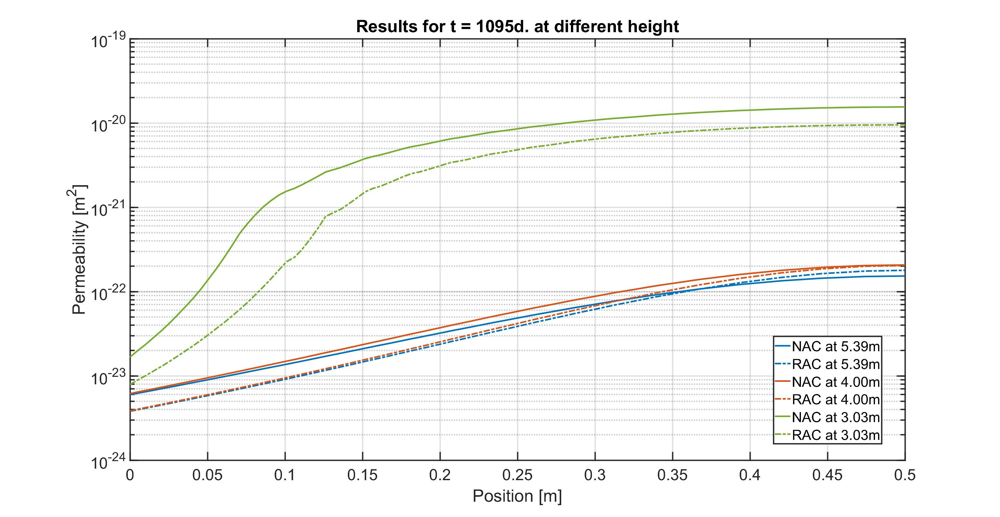 Results for t = 1095d. at different height
Permeability [m²]
10⁻¹⁹
10⁻²⁰
10⁻²¹
10⁻²²
10⁻²³
10⁻²⁴
0 0.05 0.1 0.15 0.2 0.25 0.3 0.35 0.4 0.45 0.5
Position [m]
NAC at 5.39m
RAC at 5.39m
NAC at 4.00m
RAC at 4.00m
NAC at 3.03m
RAC at 3.03m